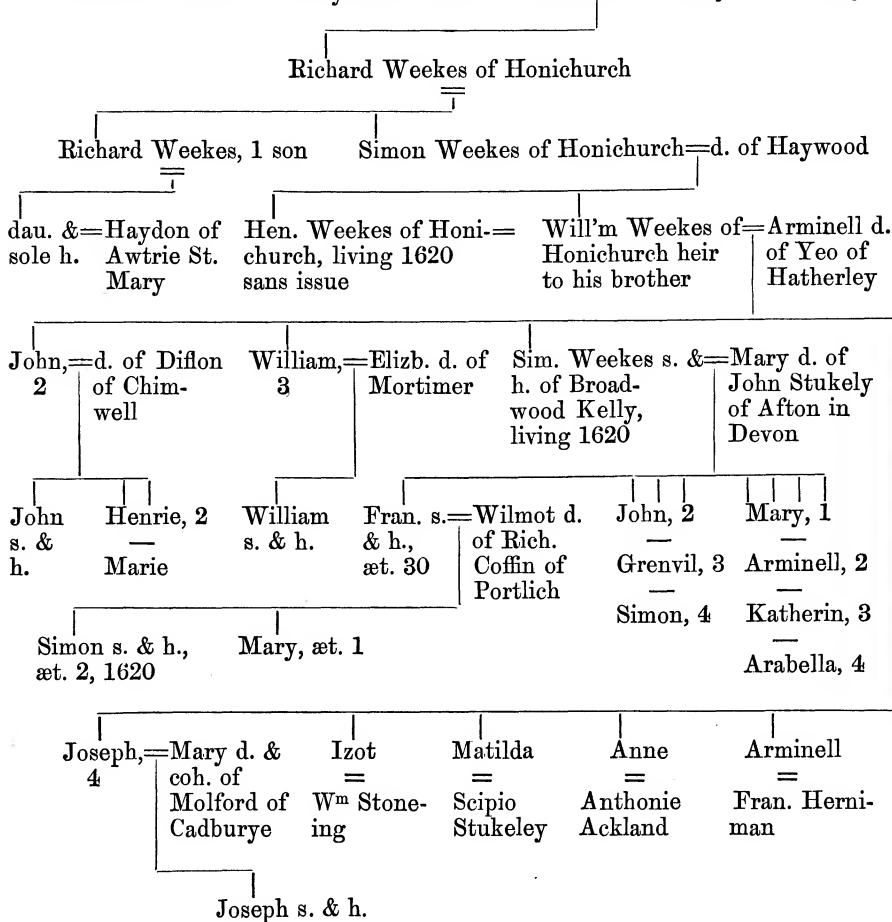 Richard Weekes of Honichurch
Richard Weekes, 1 son
Simon Weekes of Honichurch=d. of Haywood
dau. &=Haydon of
sole h. Awtrie St.
Mary
Hen. Weekes of Honi-=
church, living 1620
sans issue
Will'm Weekes of=Arminell d.
Honichurch heir of Yeo of
to his brother Hatherley
John,=d. of Diflon
2 of Chim-
well
William,=Elizb. d. of
3 Mortimer
Sim. Weekes s. &=Mary d. of
h. of Broad- John Stukely
wood Kelly, of Afton in
living 1620 Devon
John
s. &
h.
Henrie, 2
—
Marie
William
s. & h.
Fran. s.=Wilmot d.
& h., of Rich.
æt. 30 Coffin of
Portlich
John, 2
—
Grenvil, 3
—
Simon, 4
Mary, 1
—
Arminell, 2
—
Katherin, 3
—
Arabella, 4
Simon s. & h.,
æt. 2, 1620
Mary, æt. 1
Joseph,=Mary d. &
4 coh. of
Molford of
Cadburye
Izot
=
Wm Stone-
ing
Matilda
=
Scipio
Stukeley
Anne
=
Anthonie
Ackland
Arminell
=
Fran. Herni-
man
Joseph s. & h.